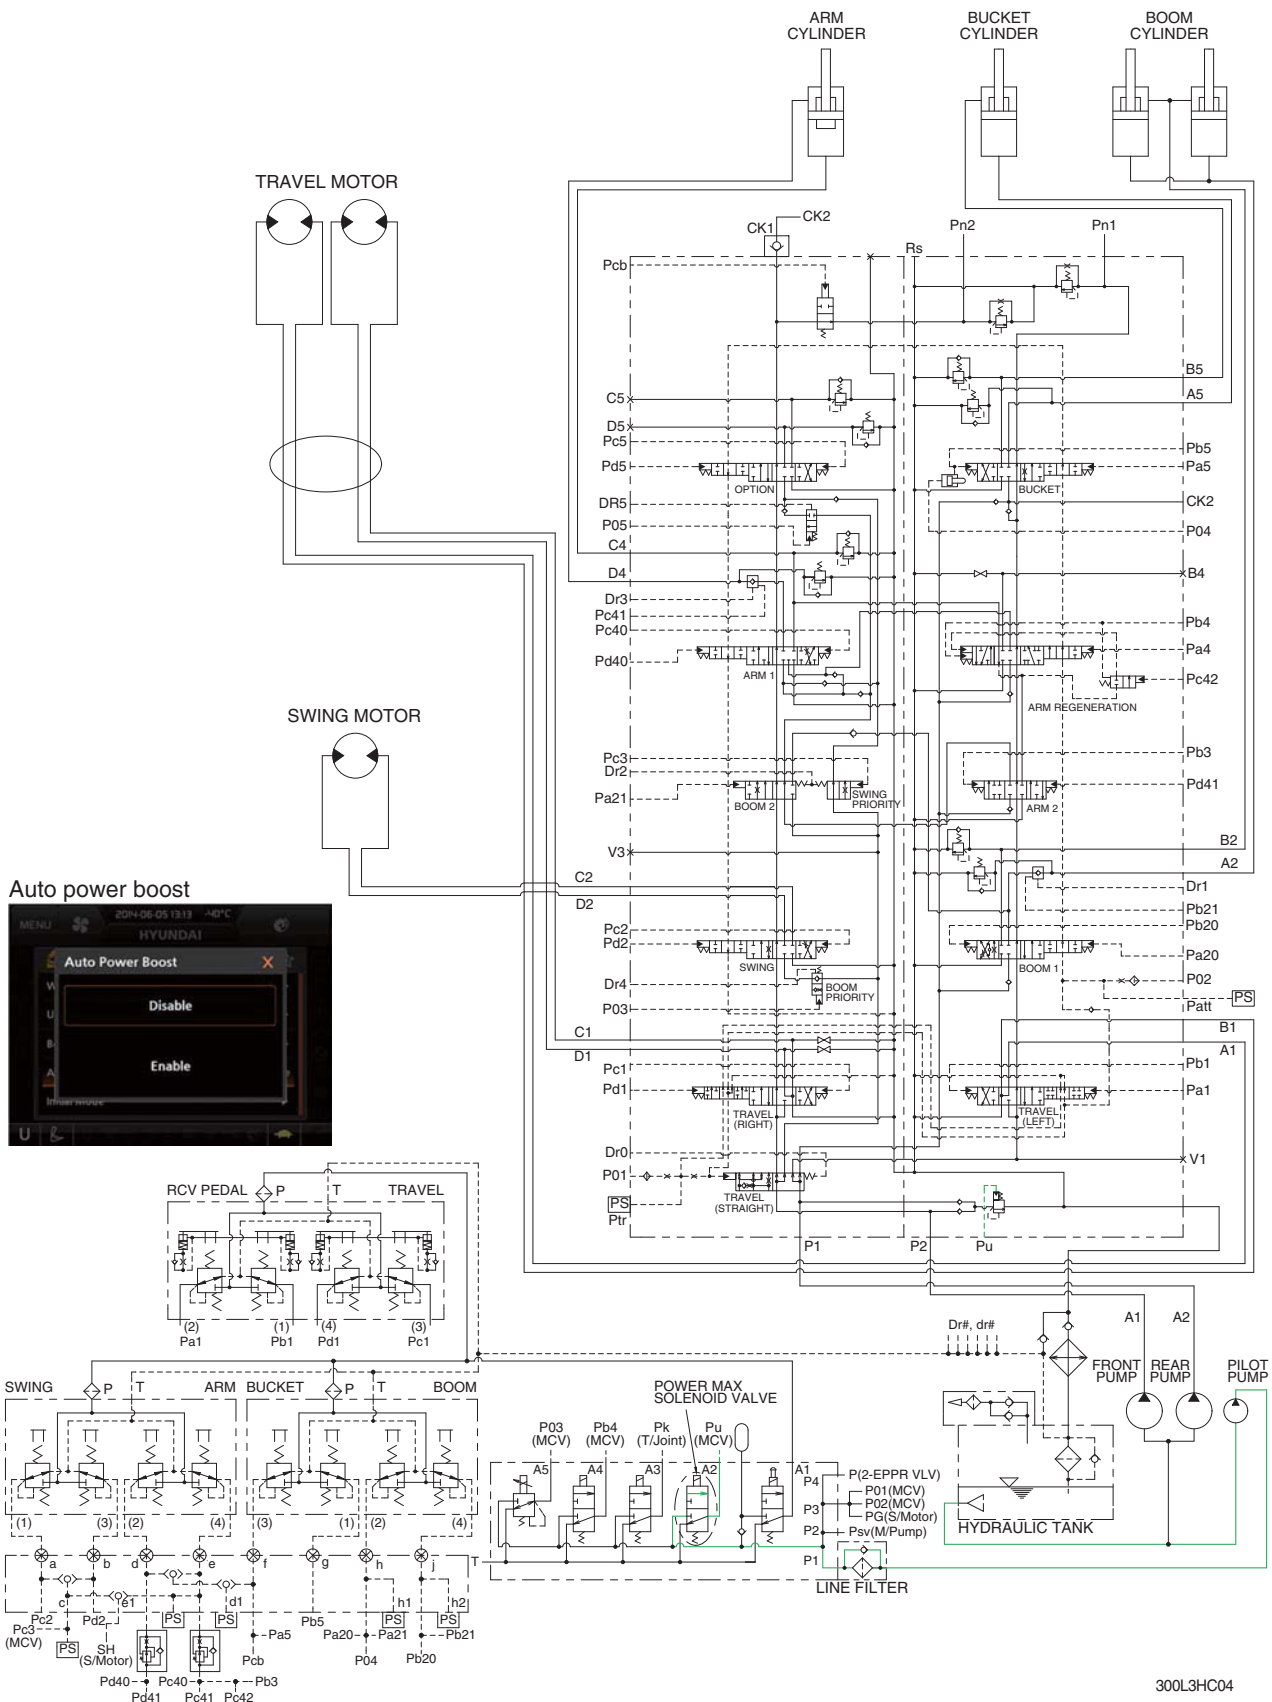 ARM
CYLINDER
BUCKET
CYLINDER
BOOM
CYLINDER
TRAVEL MOTOR
CK1
CK2
Pn2
Pn1
Rs
Pcb
B5
A5
C5
D5
Pc5
Pd5
OPTION
Pb5
Pa5
BUCKET
CK2
DR5
P05
P04
C4
D4
B4
Dr3
Pc41
Pc40
Pd40
ARM 1
Pb4
Pa4
Pc42
ARM REGENERATION
SWING MOTOR
Pc3
Dr2
Pa21
BOOM 2
SWING
PRIORITY
Pb3
Pd41
ARM 2
V3
B2
A2
C2
D2
Dr1
Pb21
Pb20
Pc2
Pd2
SWING
BOOM 1
Pa20
Dr4
BOOM
PRIORITY
P03
P02
PS
Patt
C1
D1
B1
A1
Pc1
Pd1
TRAVEL
(RIGHT)
TRAVEL
(LEFT)
Pb1
Pa1
Dr0
P01
PS
Ptr
TRAVEL
(STRAIGHT)
V1
P1
P2
Pu
Auto power boost
MENU
2014-06-05 13:13
-40°C
HYUNDAI
Auto Power Boost
X
Disable
Enable
Initial Mode
U
RCV PEDAL
P
T
TRAVEL
(2)
(1)
(4)
(3)
Pa1
Pb1
Pd1
Pc1
Dr#, dr#
A1
A2
FRONT
PUMP
REAR
PUMP
PILOT
PUMP
HYDRAULIC TANK
SWING
P
T
ARM
BUCKET
P
T
BOOM
(1)
(3)
(2)
(4)
(3)
(1)
(2)
(4)
a
b
d
e
f
g
h
j
c
e1
d1
h1
h2
Pc2
Pd2
PS
PS
Pb5
PS
PS
Pc3
(MCV)
PS
SH
(S/Motor)
Pa5
Pcb
Pa20
Pa21
P04
Pb21
Pb20
Pd40
Pd41
Pc40
Pc41
Pb3
Pc42
POWER MAX
SOLENOID VALVE
P03
(MCV)
Pb4
(MCV)
Pk
(T/Joint)
Pu
(MCV)
A5
A4
A3
A2
A1
T
P4
P3
P2
P1
P(2-EPPR VLV)
P01(MCV)
P02(MCV)
PG(S/Motor)
Psv(M/Pump)
LINE FILTER
300L3HC04